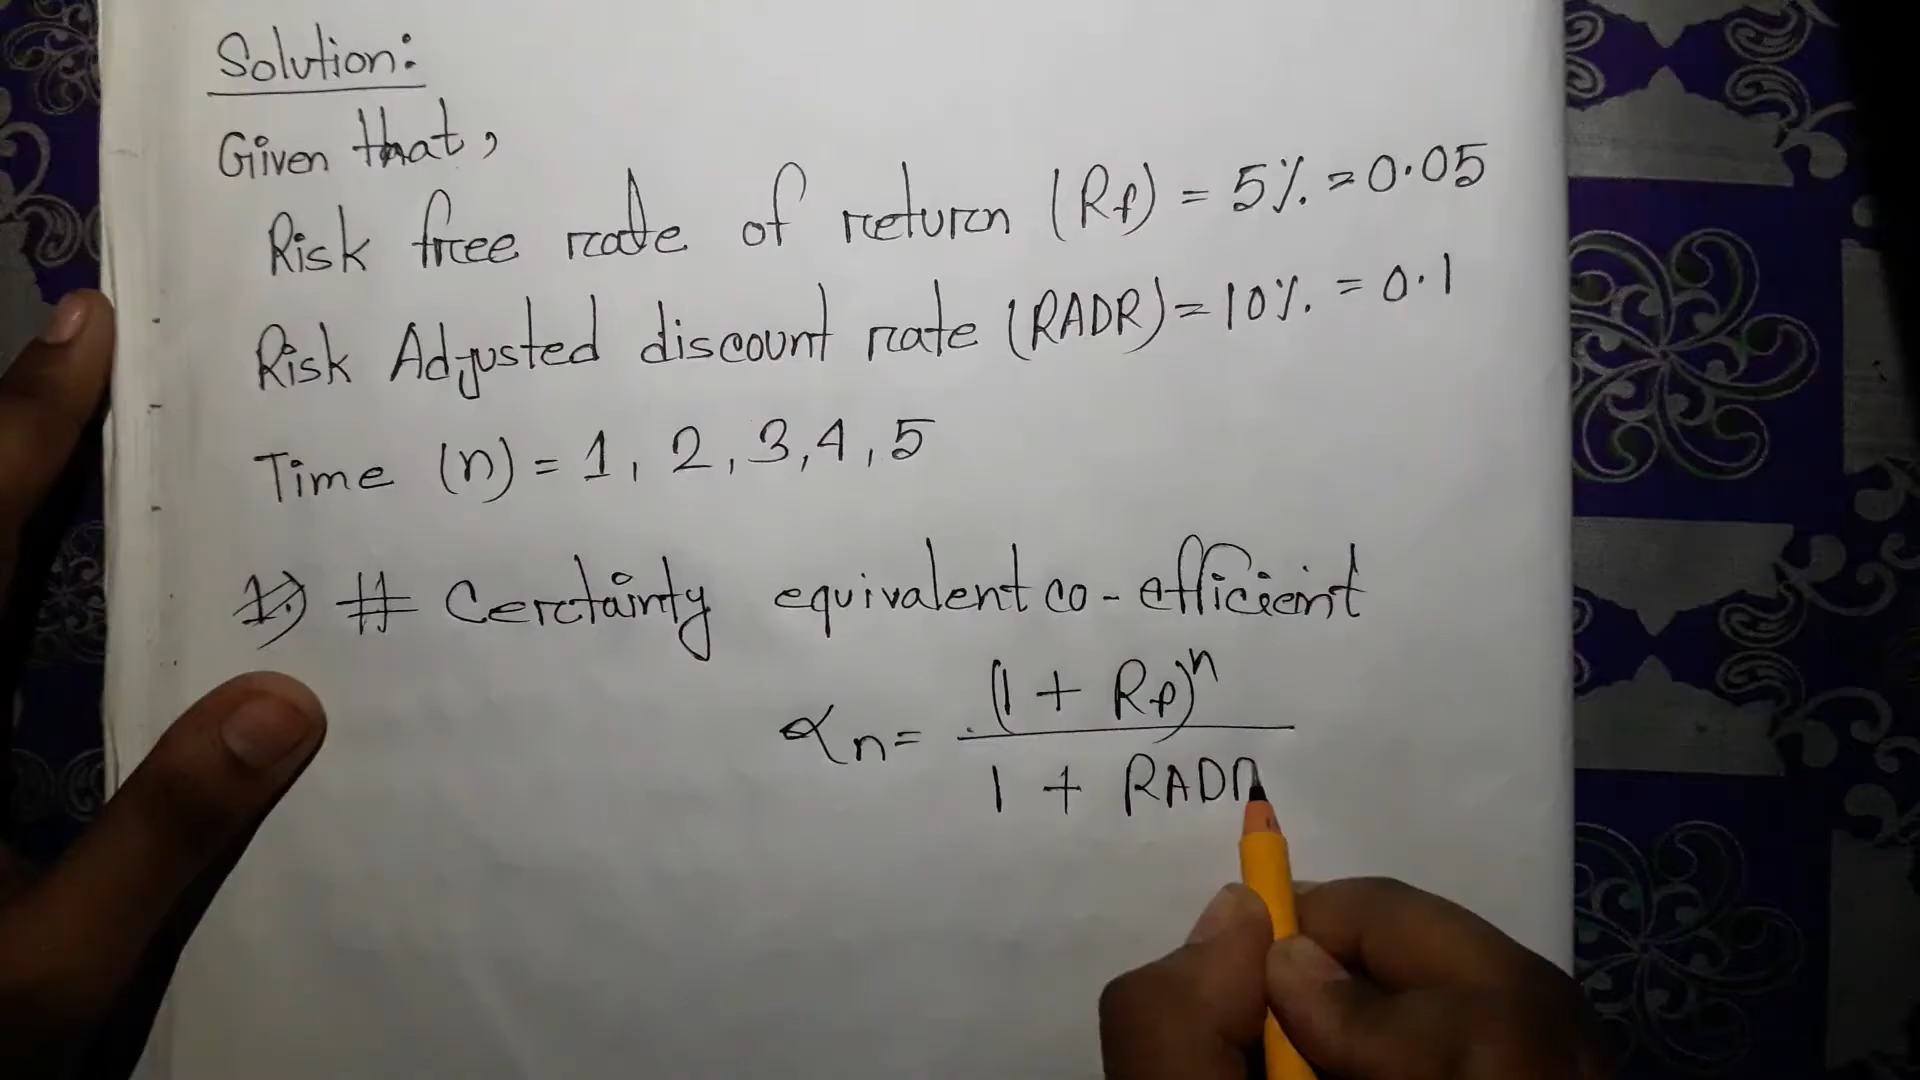 Solution:
Given that,
Risk free rate of return (Rf) = 5% = 0.05
Risk Adjusted discount rate (RADR) = 10% = 0.1
Time (n) = 1, 2, 3, 4, 5
# Certainty equivalent co-efficient
αn = (1 + Rf)^n
1 + RADR